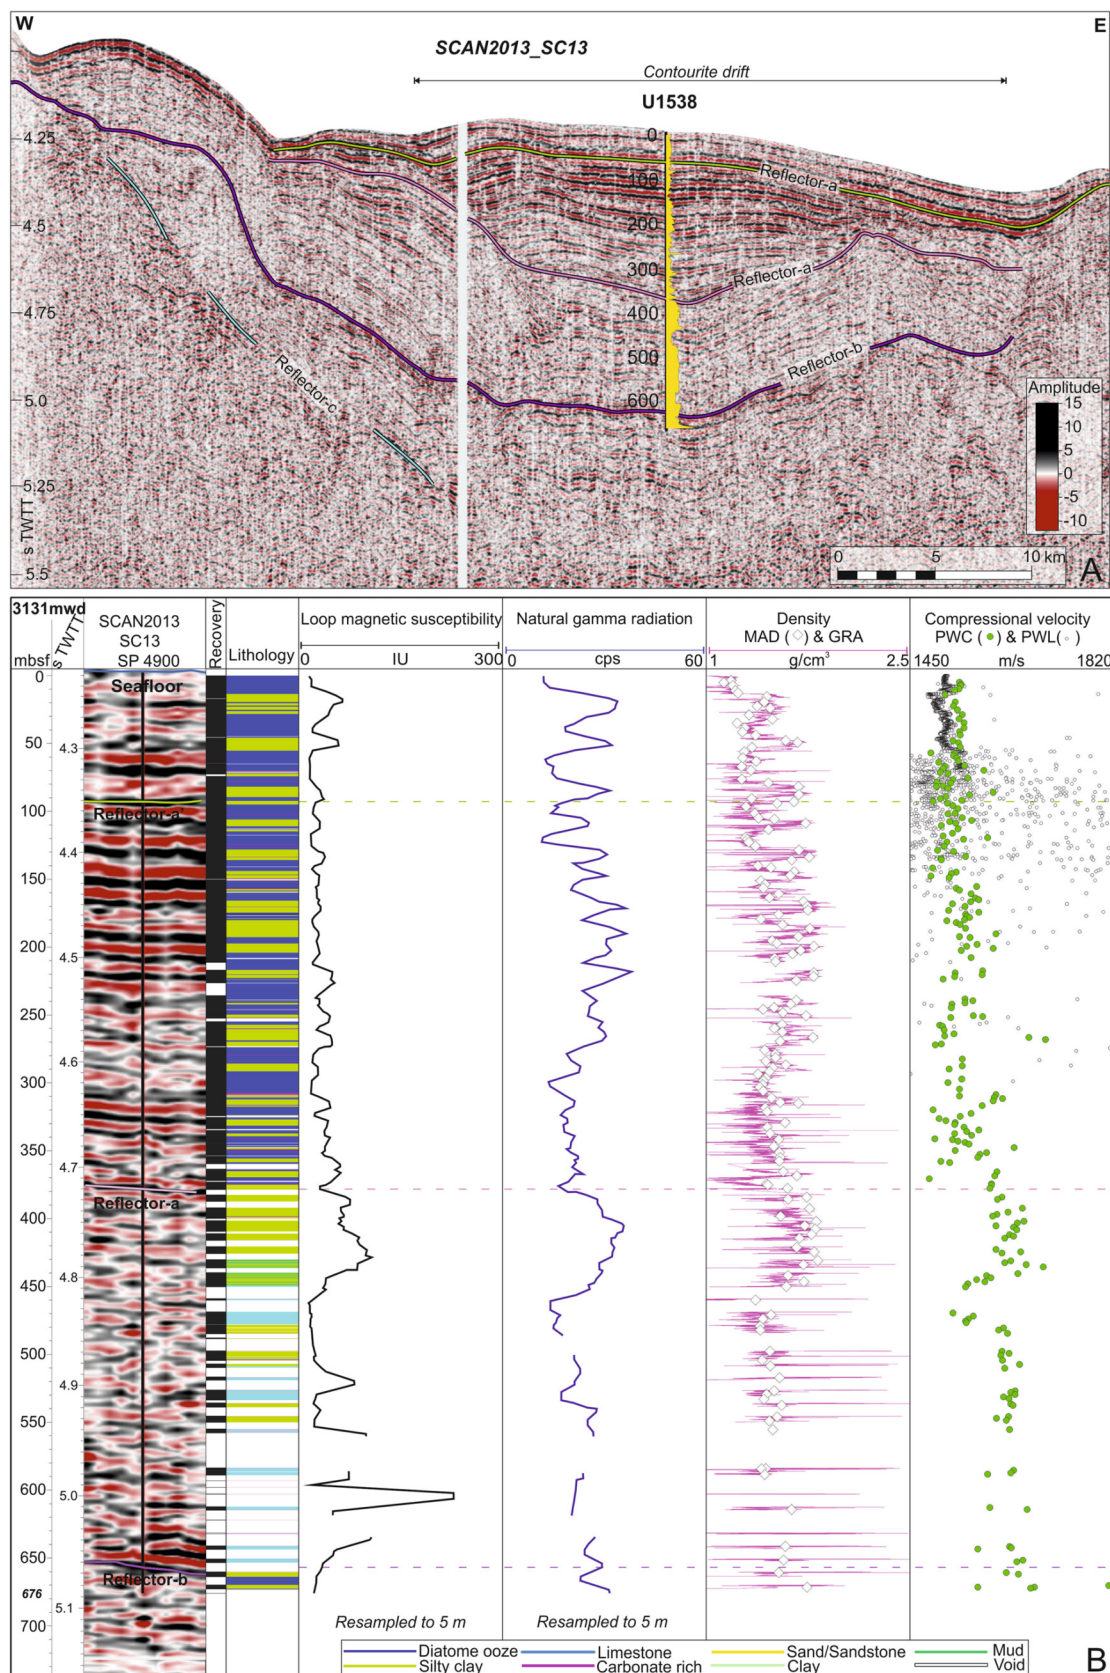 W
E
SCAN2013_SC13
Contourite drift
U1538
0
100
200
300
400
500
600
4.25
4.5
4.75
5.0
5.25
5.5
s TWTT
Reflector-a
Reflector-a
Reflector-b
Reflector-c
Amplitude
15
10
5
0
-5
-10
0 5 10 km
A
3131mwd
mbsf
s TWTT
SCAN2013
SC13
SP 4900
Recovery
Lithology
Loop magnetic susceptibility
0 IU 300
Natural gamma radiation
0 cps 60
Density
MAD (◇) & GRA
1 g/cm³ 2.5
Compressional velocity
PWC (●) & PWL(○)
1450 m/s 1820
0
Seafloor
50
4.3
100
Reflector-a'
4.4
150
200
4.5
250
4.6
300
350
4.7
Reflector-a
400
4.8
450
500
4.9
550
600
5.0
650
Reflector-b
676
5.1
700
Resampled to 5 m
Resampled to 5 m
Diatome ooze
Limestone
Sand/Sandstone
Mud
Silty clay
Carbonate rich
Clay
Void
B